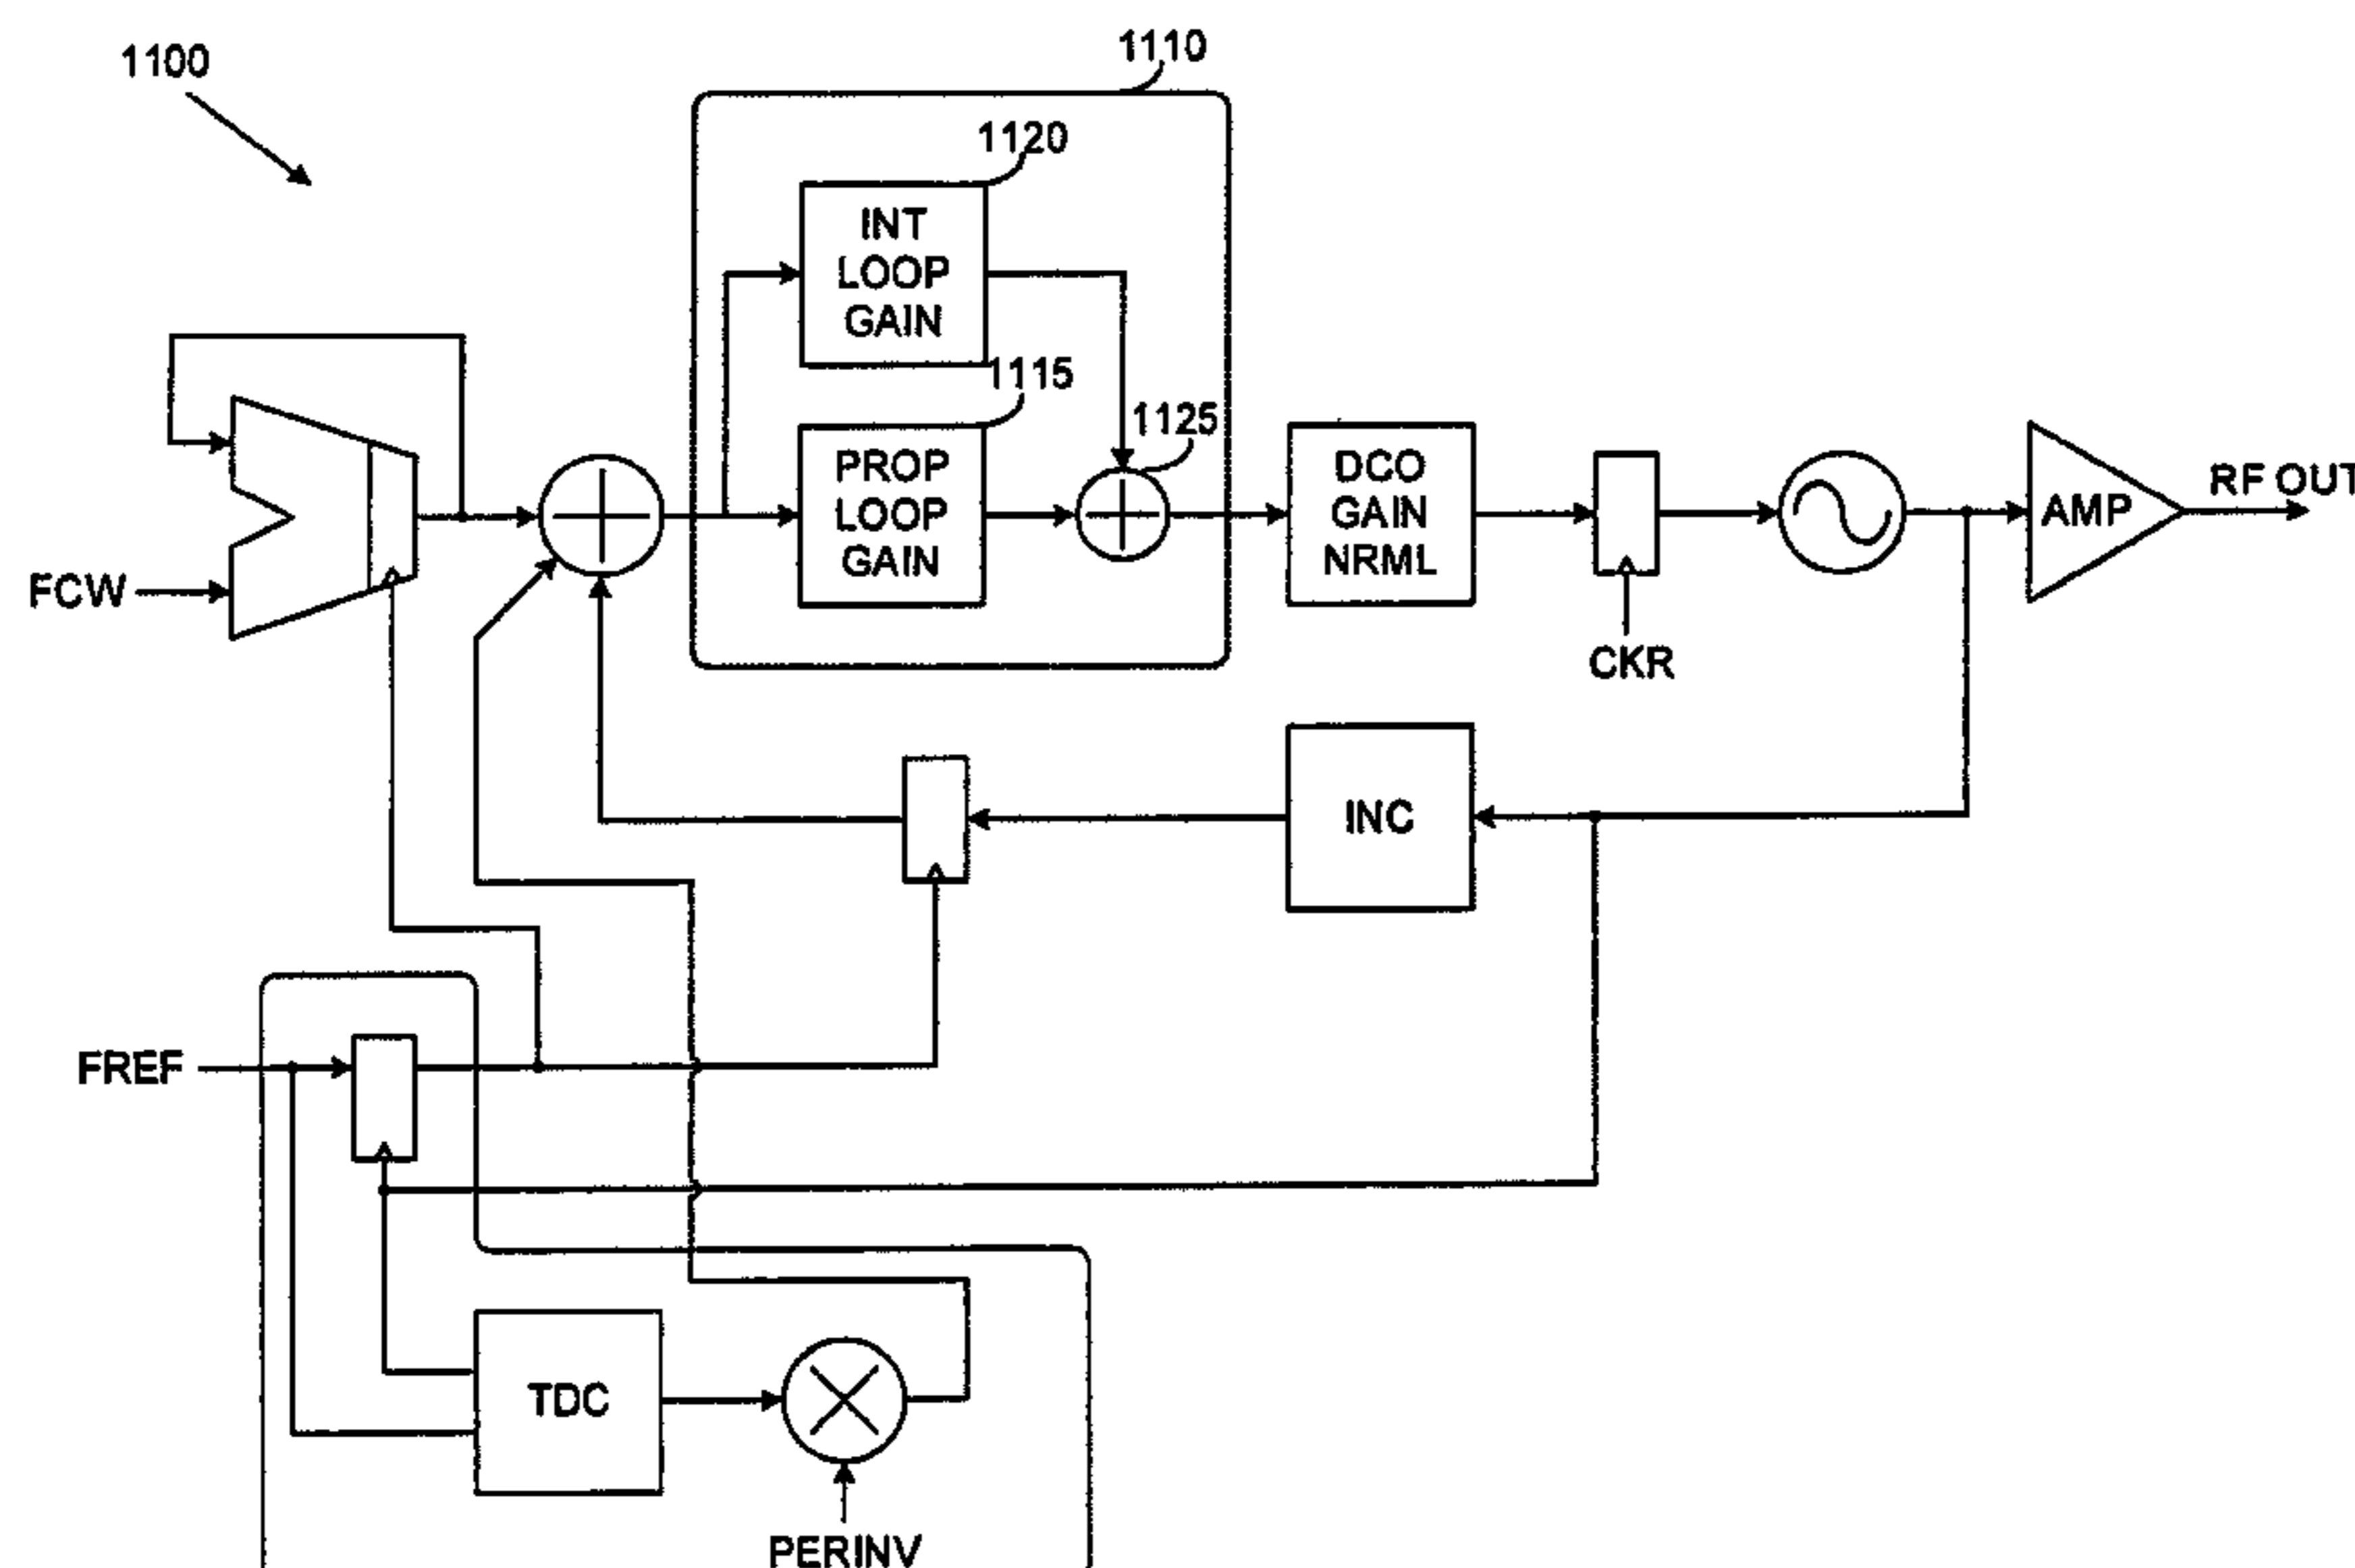 1100
1110
1120
INT
LOOP
GAIN
1115
1125
PROP
LOOP
GAIN
DCO
GAIN
NRML
AMP
RF OUT
FCW
CKR
INC
FREF
TDC
PERINV